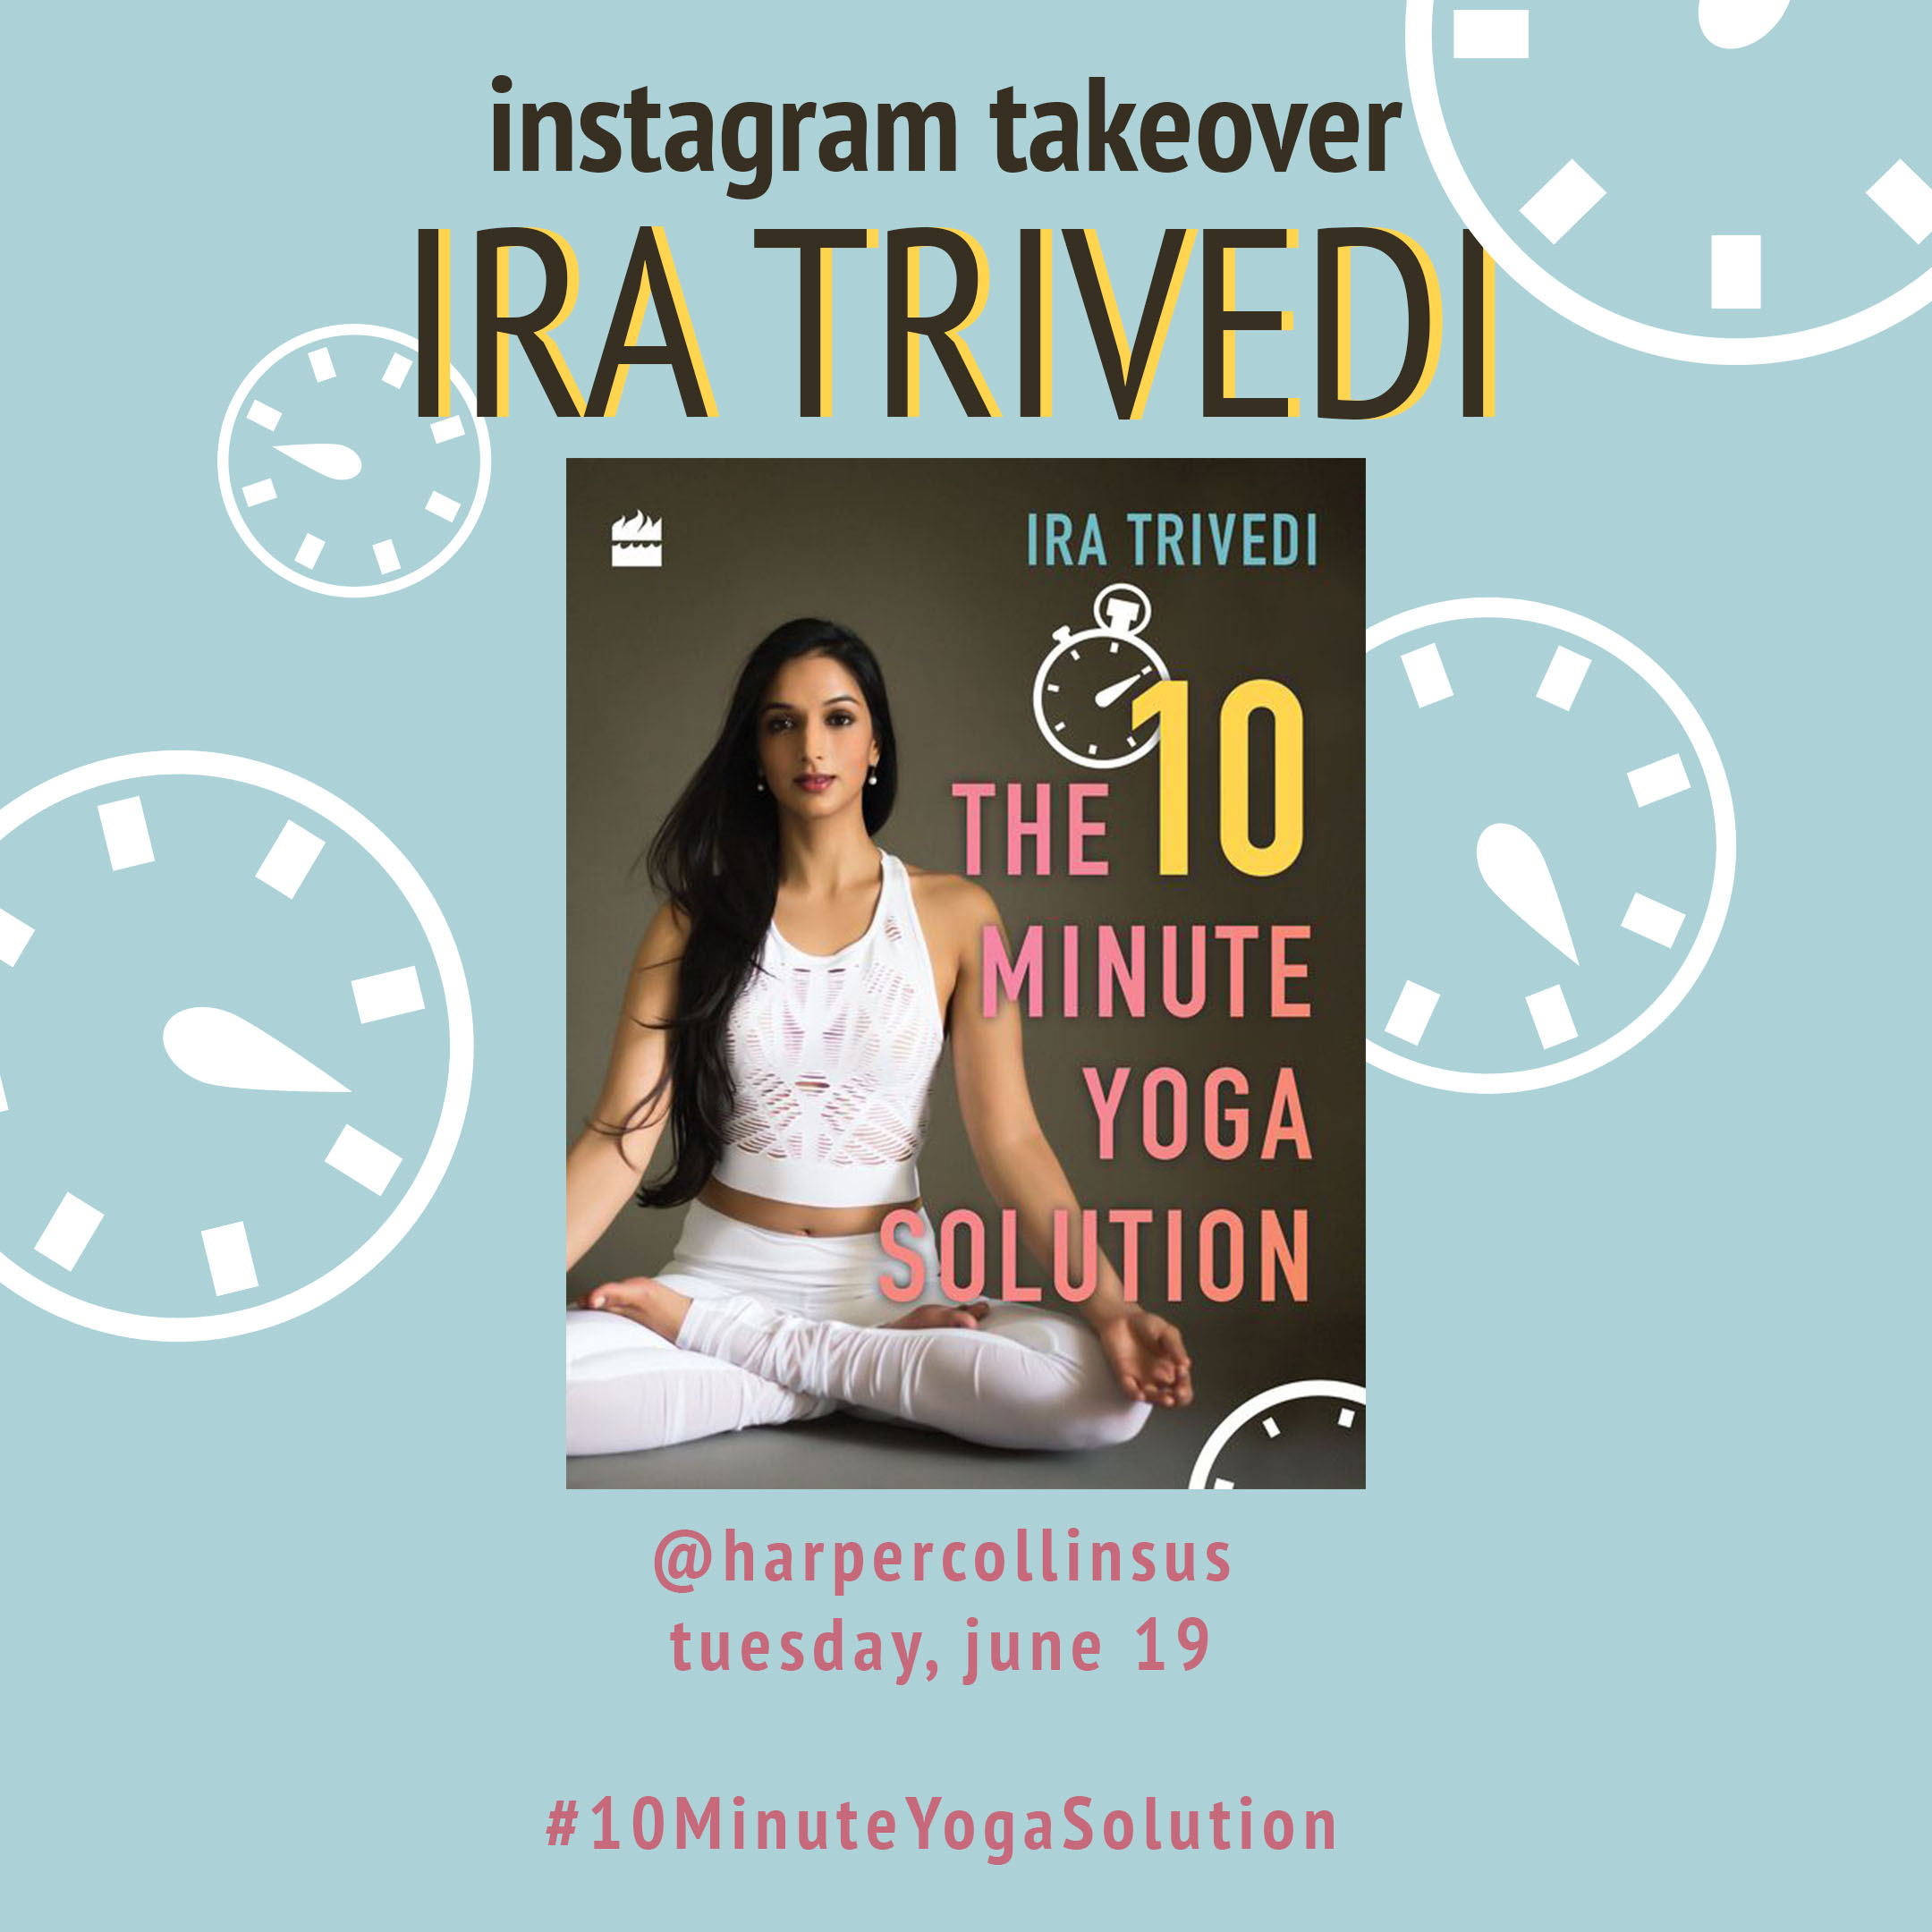 instagram takeover
IRA TRIVEDI
IRA TRIVEDI
THE 10
MINUTE
YOGA
SOLUTION
@harpercollinsus
tuesday, june 19
#10MinuteYogaSolution